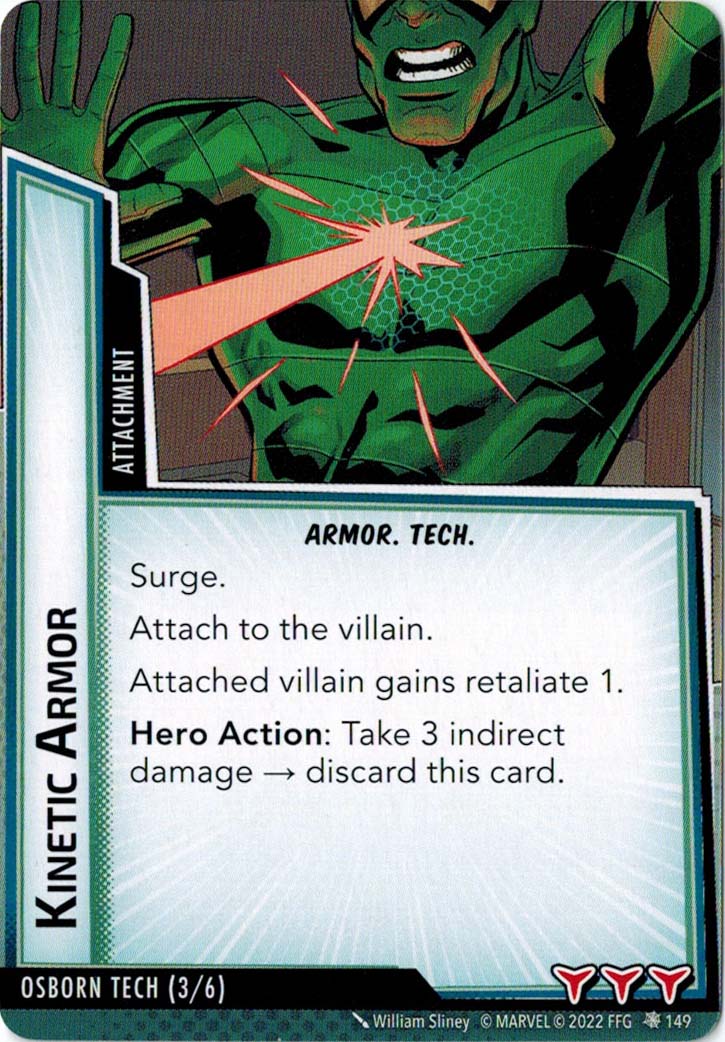 ATTACHMENT
KINETIC ARMOR
ARMOR. TECH.
Surge.
Attach to the villain.
Attached villain gains retaliate 1.
Hero Action: Take 3 indirect
damage → discard this card.
OSBORN TECH (3/6)
William Sliney © MARVEL © 2022 FFG 149